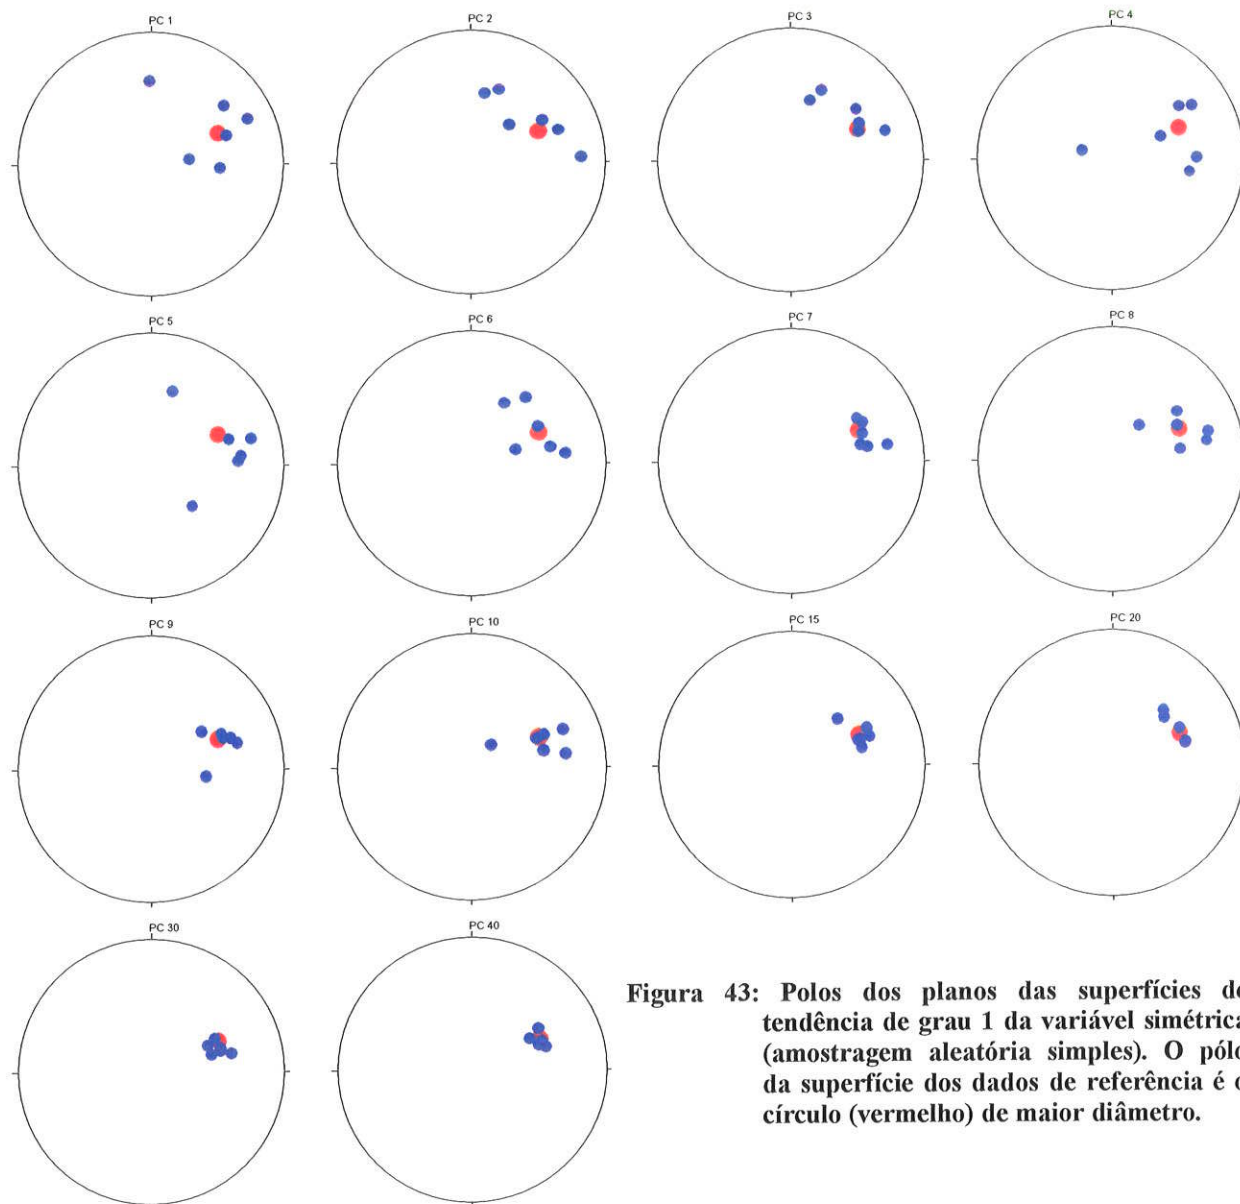 PC 1
PC 2
PC 3
PC 4
PC 5
PC 6
PC 7
PC 8
PC 9
PC 10
PC 15
PC 20
PC 30
PC 40
Figura 43: Polos dos planos das superfícies de
tendência de grau 1 da variável simétrica
(amostragem aleatória simples). O pólo
da superfície dos dados de referência é o
círculo (vermelho) de maior diâmetro.